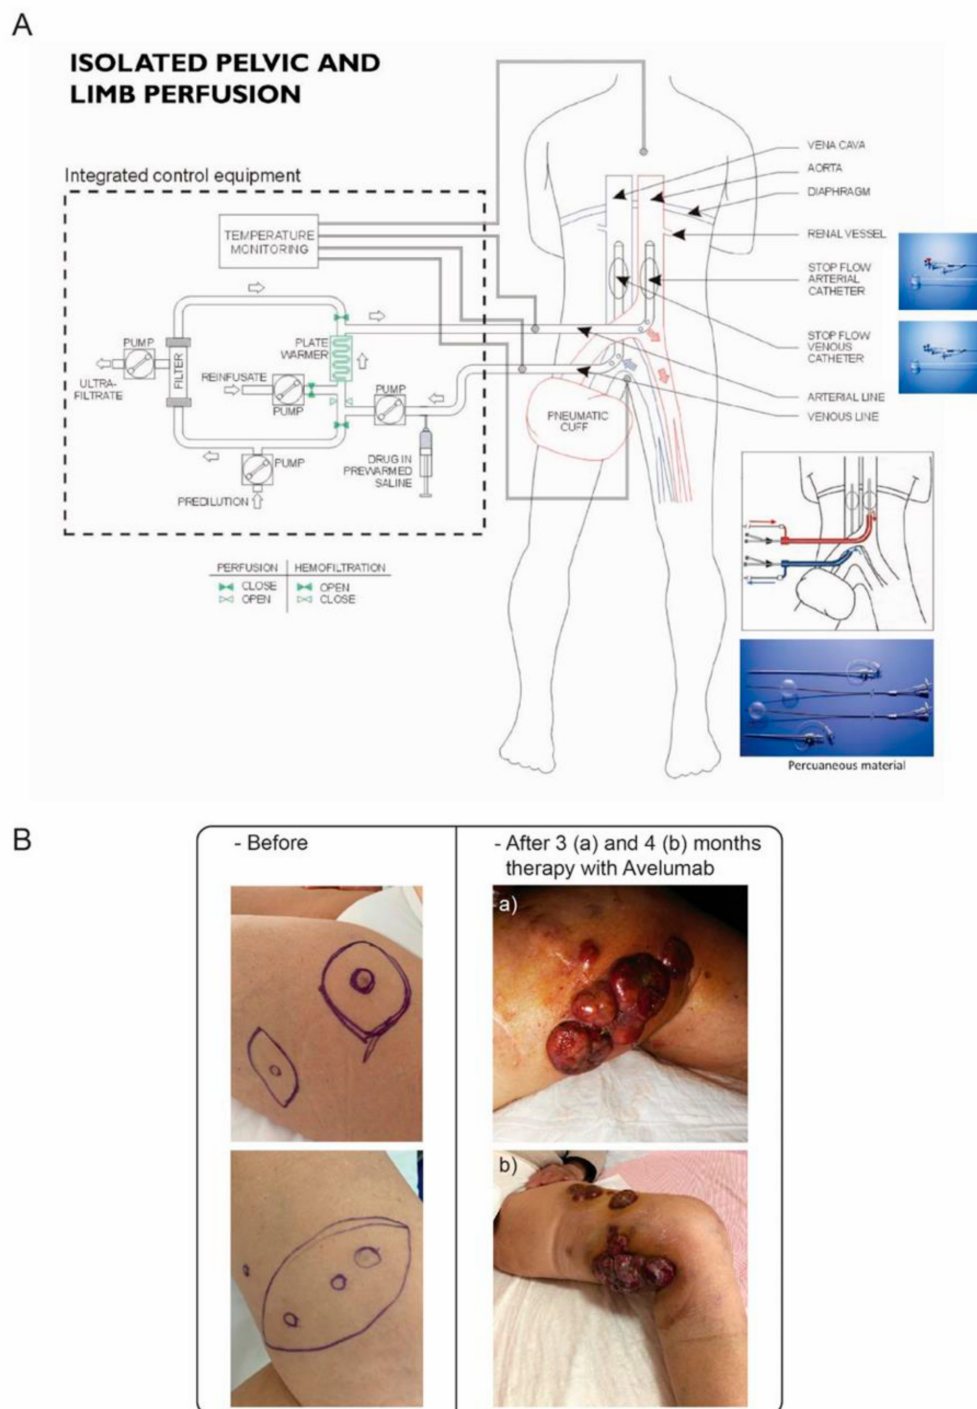 A
ISOLATED PELVIC AND
LIMB PERFUSION
Integrated control equipment
TEMPERATURE
MONITORING
PUMP
ULTRA-
FILTRATE
FILTER
PLATE
WARMER
REINFUSATE
PUMP
PUMP
PUMP
PREDILUTION
DRUG IN
PREWARMED
SALINE
PNEUMATIC
CUFF
VENA CAVA
AORTA
DIAPHRAGM
RENAL VESSEL
STOP FLOW
ARTERIAL
CATHETER
STOP FLOW
VENOUS
CATHETER
ARTERIAL LINE
VENOUS LINE
PERFUSION HEMOFILTRATION
CLOSE OPEN
OPEN CLOSE
Percuaneous material
B
- Before
- After 3 (a) and 4 (b) months
therapy with Avelumab
a)
b)